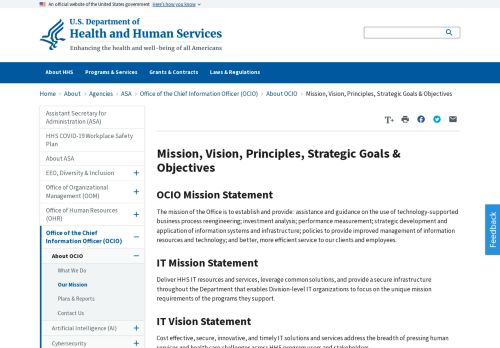 An official website of the United States government Here's how you know
U.S. Department of
Health and Human Services
Enhancing the health and well-being of all Americans
About HHS Programs & Services Grants & Contracts Laws & Regulations
Home > About > Agencies > ASA > Office of the Chief Information Officer (OCIO) > About OCIO > Mission, Vision, Principles, Strategic Goals & Objectives
Assistant Secretary for
Administration (ASA)
HHS COVID-19 Workplace Safety
Plan
About ASA
EEO, Diversity & Inclusion
Office of Organizational
Management (OOM)
Office of Human Resources
(OHR)
Office of the Chief
Information Officer (OCIO)
About OCIO
What We Do
Our Mission
Plans & Reports
Contact Us
Artificial Intelligence (AI)
Cybersecurity
T+
Mission, Vision, Principles, Strategic Goals &
Objectives
OCIO Mission Statement
The mission of the Office is to establish and provide: assistance and guidance on the use of technology-supported
business process reengineering; investment analysis; performance measurement; strategic development and
application of information systems and infrastructure; policies to provide improved management of information
resources and technology; and better, more efficient service to our clients and employees.
IT Mission Statement
Deliver HHS IT resources and services, leverage common solutions, and provide a secure infrastructure
throughout the Department that enables Division-level IT organizations to focus on the unique mission
requirements of the programs they support.
IT Vision Statement
Cost effective, secure, innovative, and timely IT solutions and services address the breadth of pressing human
services and health care challenges across HHS program areas and stakeholders.
Feedback